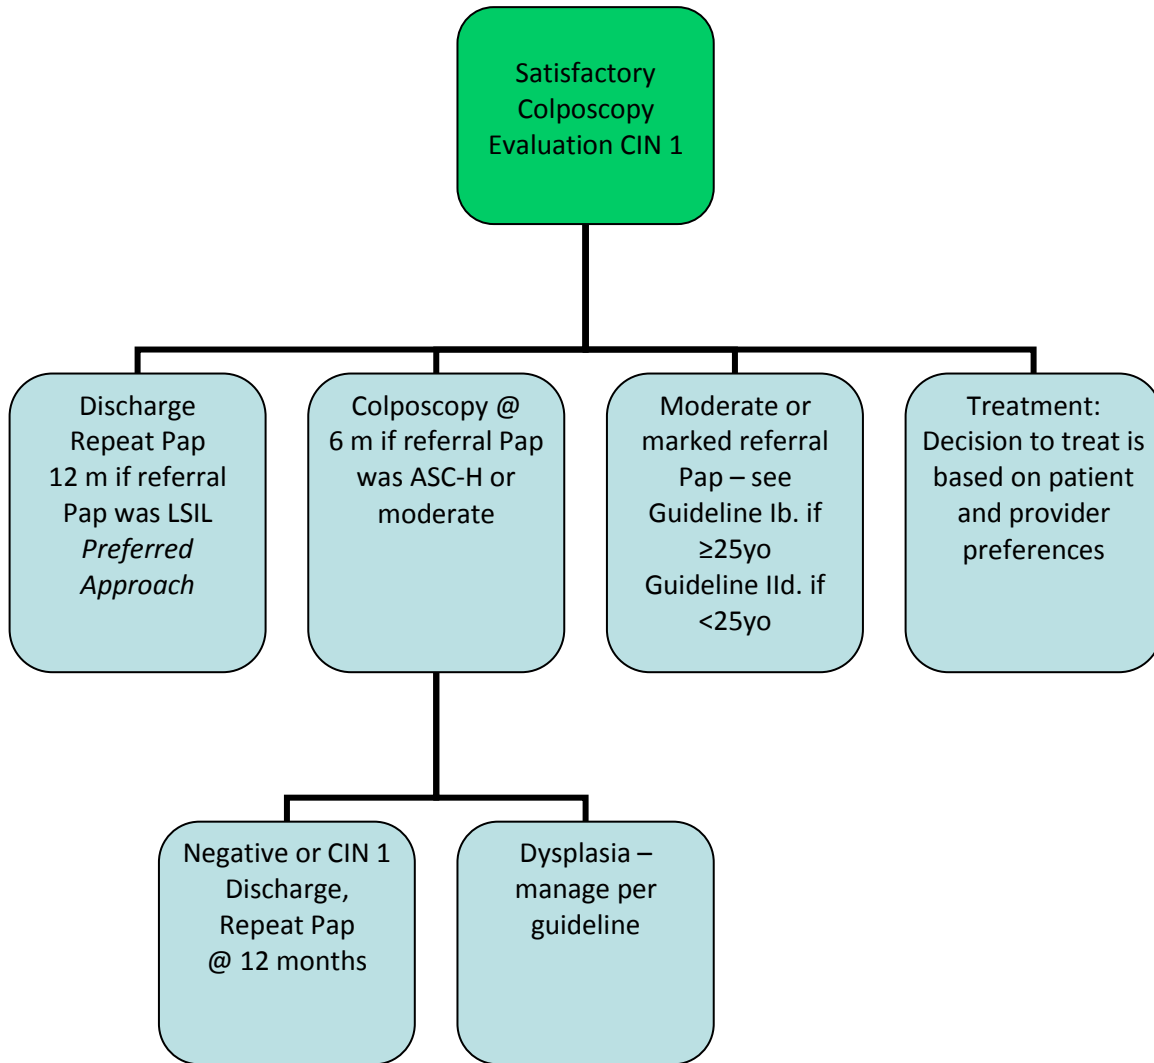 Satisfactory
Colposcopy
Evaluation CIN 1
Discharge
Repeat Pap
12 m if referral
Pap was LSIL
Preferred
Approach
Colposcopy @
6 m if referral Pap
was ASC-H or
moderate
Moderate or
marked referral
Pap – see
Guideline Ib. if
≥25yo
Guideline IId. if
<25yo
Treatment:
Decision to treat is
based on patient
and provider
preferences
Negative or CIN 1
Discharge,
Repeat Pap
@ 12 months
Dysplasia –
manage per
guideline